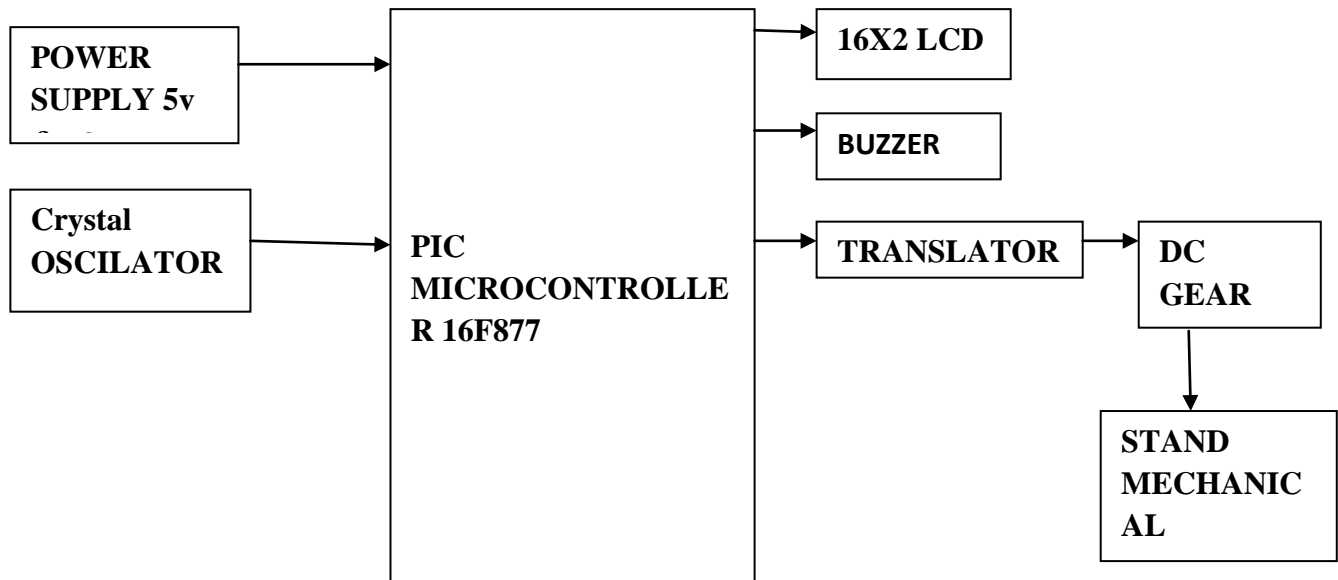 POWER
SUPPLY 5v
Crystal
OSCILATOR
PIC
MICROCONTROLLE
R 16F877
16X2 LCD
BUZZER
TRANSLATOR
DC
GEAR
STAND
MECHANIC
AL